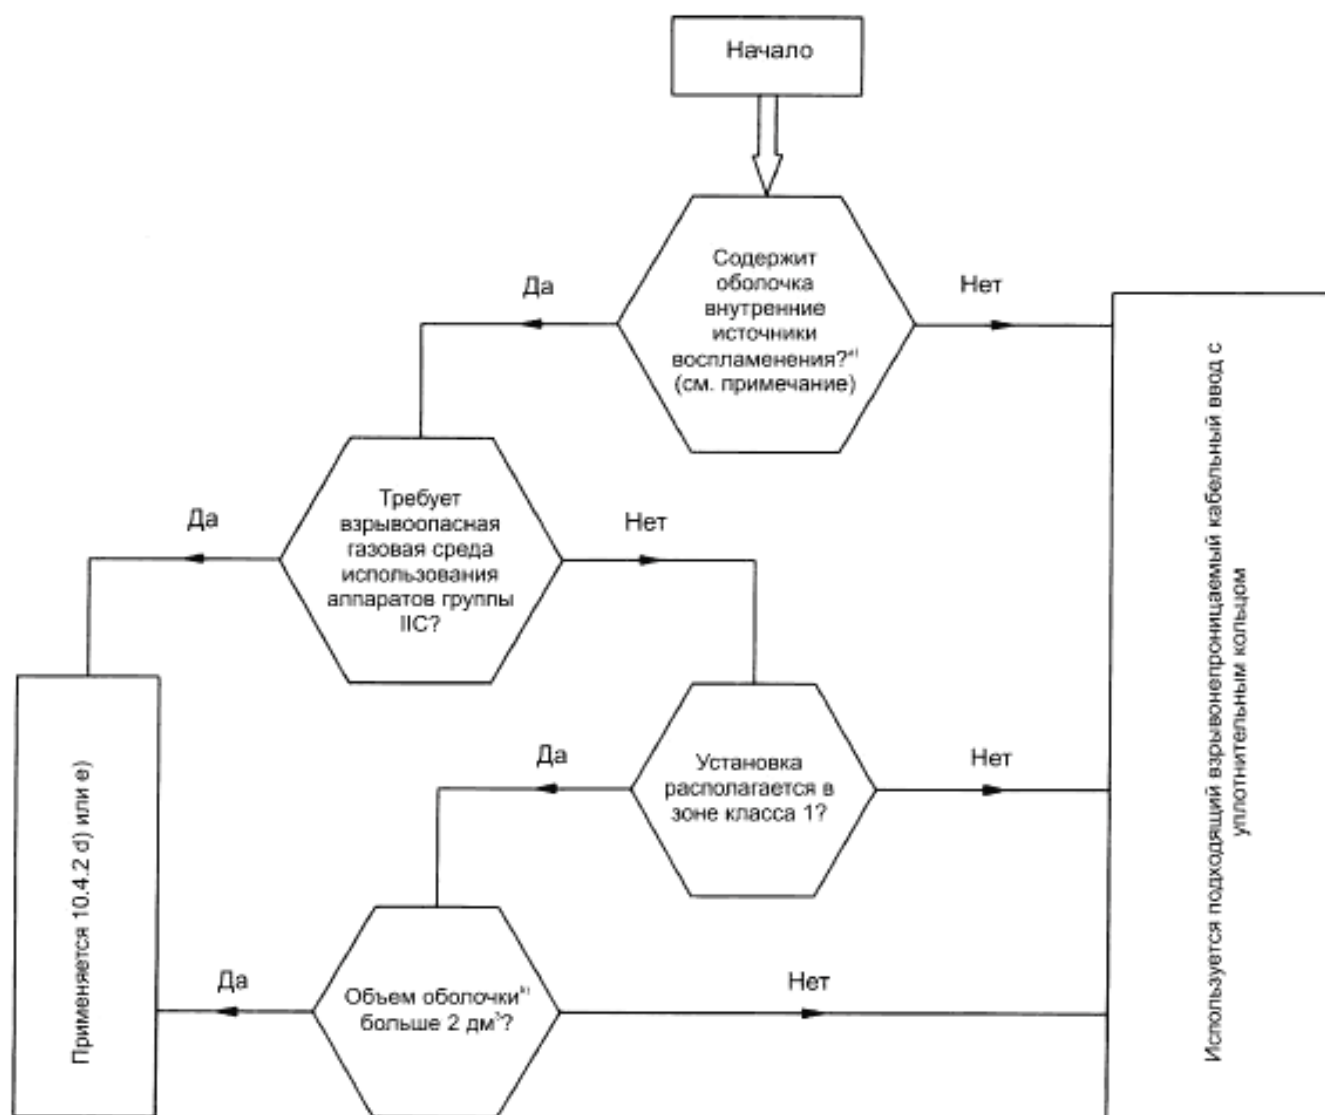 Начало
Содержит
оболочка
внутренние
источники
воспламенения?а)
(см. примечание)
Да
Нет
Требует
взрывоопасная
газовая среда
использования
аппаратов группы
IIC?
Да
Нет
Установка
располагается в
зоне класса 1?
Да
Нет
Объем оболочки
больше 2 дм³?
Да
Нет
Применяется 10.4.2 d) или e)
Используется подходящий взрывонепроницаемый кабельный ввод с
уплотнительным кольцом